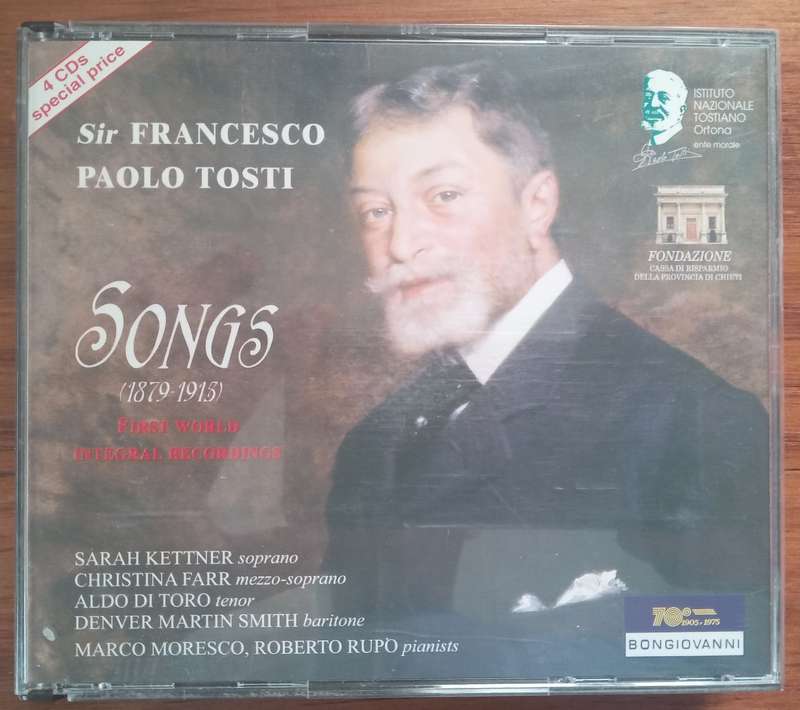 4 CDs
special price
Sir FRANCESCO
PAOLO TOSTI
ISTITUTO
NAZIONALE
TOSTIANO
Ortona
ente morale
FONDAZIONE
CASSA DI RISPARMIO
DELLA PROVINCIA DI CHIETI
SONGS
(1879-1915)
FIRST WORLD
INTEGRAL RECORDINGS
SARAH KETTNER soprano
CHRISTINA FARR mezzo-soprano
ALDO DI TORO tenor
DENVER MARTIN SMITH baritone
MARCO MORESCO, ROBERTO RUPO pianists
70° 1905-1975
BONGIOVANNI